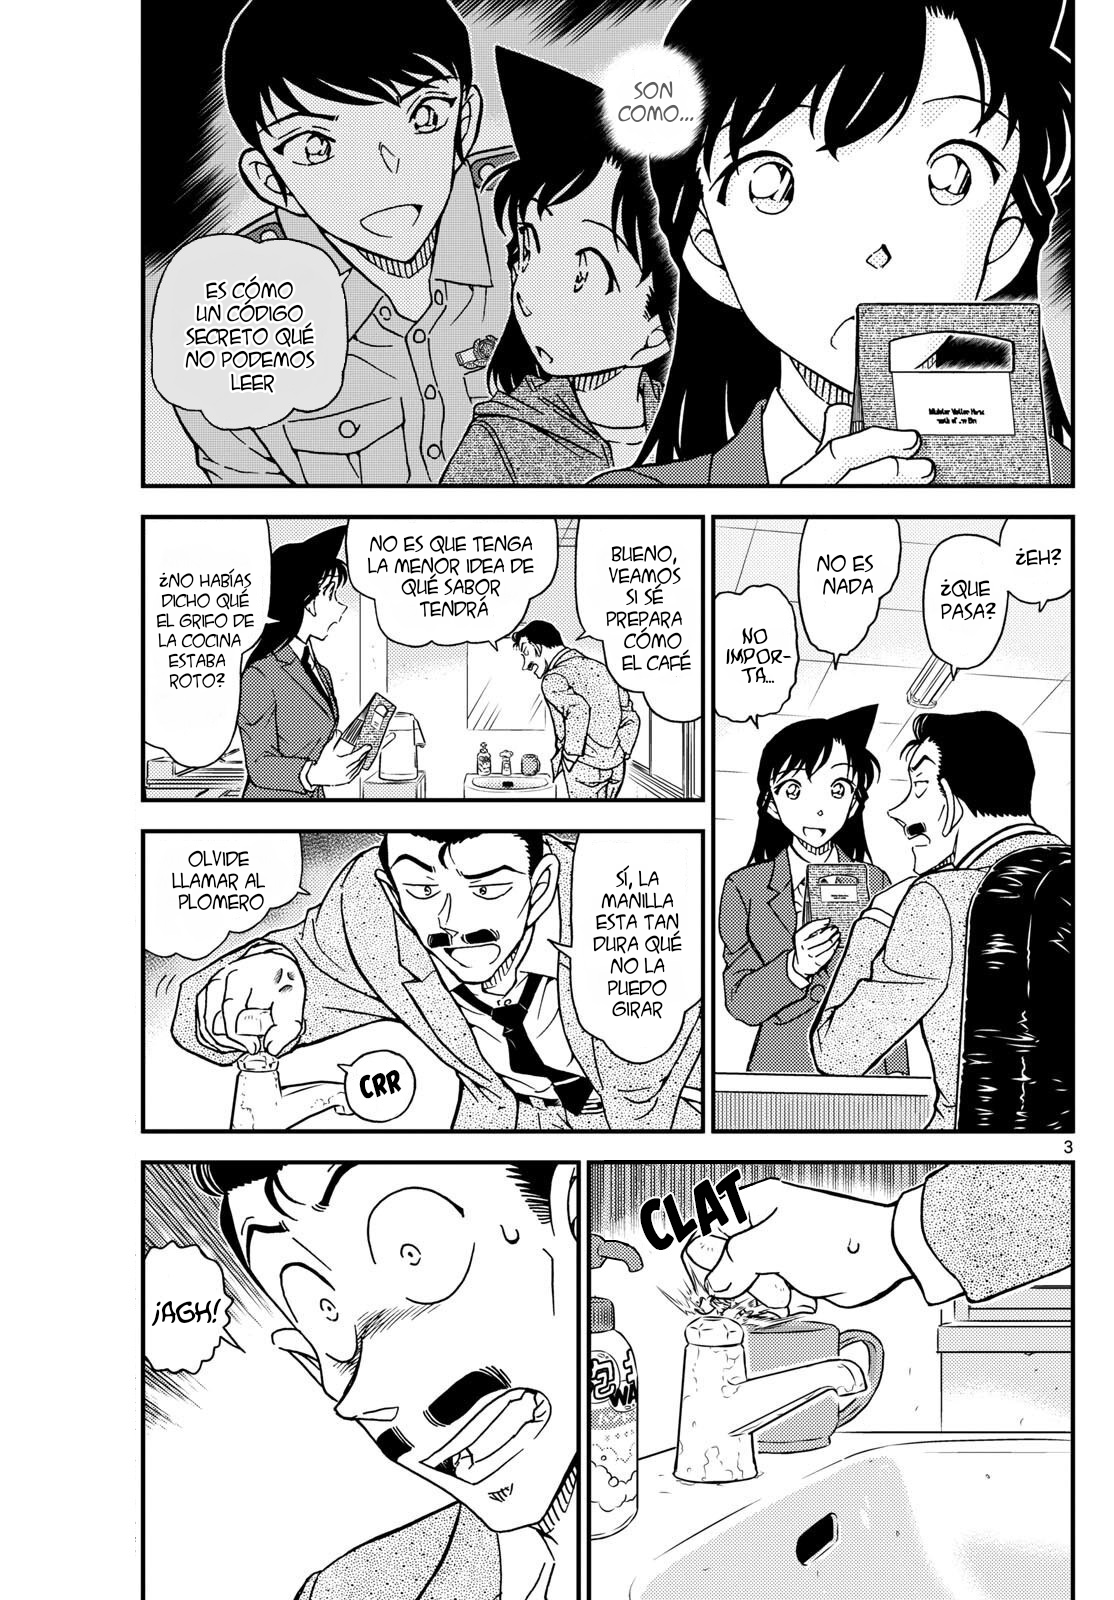 SON
COMO...
ES CÓMO
UN CÓDIGO
SECRETO QUÉ
NO PODEMOS
LEER
¿EH?
¿QUE
PASA?
NO ES
NADA
NO
IMPOR-
TA...
BUENO,
VEAMOS
SI SÉ
PREPARA
CÓMO
EL CAFÉ
NO ES QUE TENGA
LA MENOR IDEA DE
QUÉ SABOR
TENDRÁ
¿NO HABÍAS
DICHO QUÉ
EL GRIFO DE
LA COCINA
ESTABA
ROTO?
SÍ, LA
MANILLA
ESTA TAN
DURA QUÉ
NO LA
PUEDO
GIRAR
OLVIDE
LLAMAR AL
PLOMERO
CRR
3
CLAT
泡
WA
¡AGH!